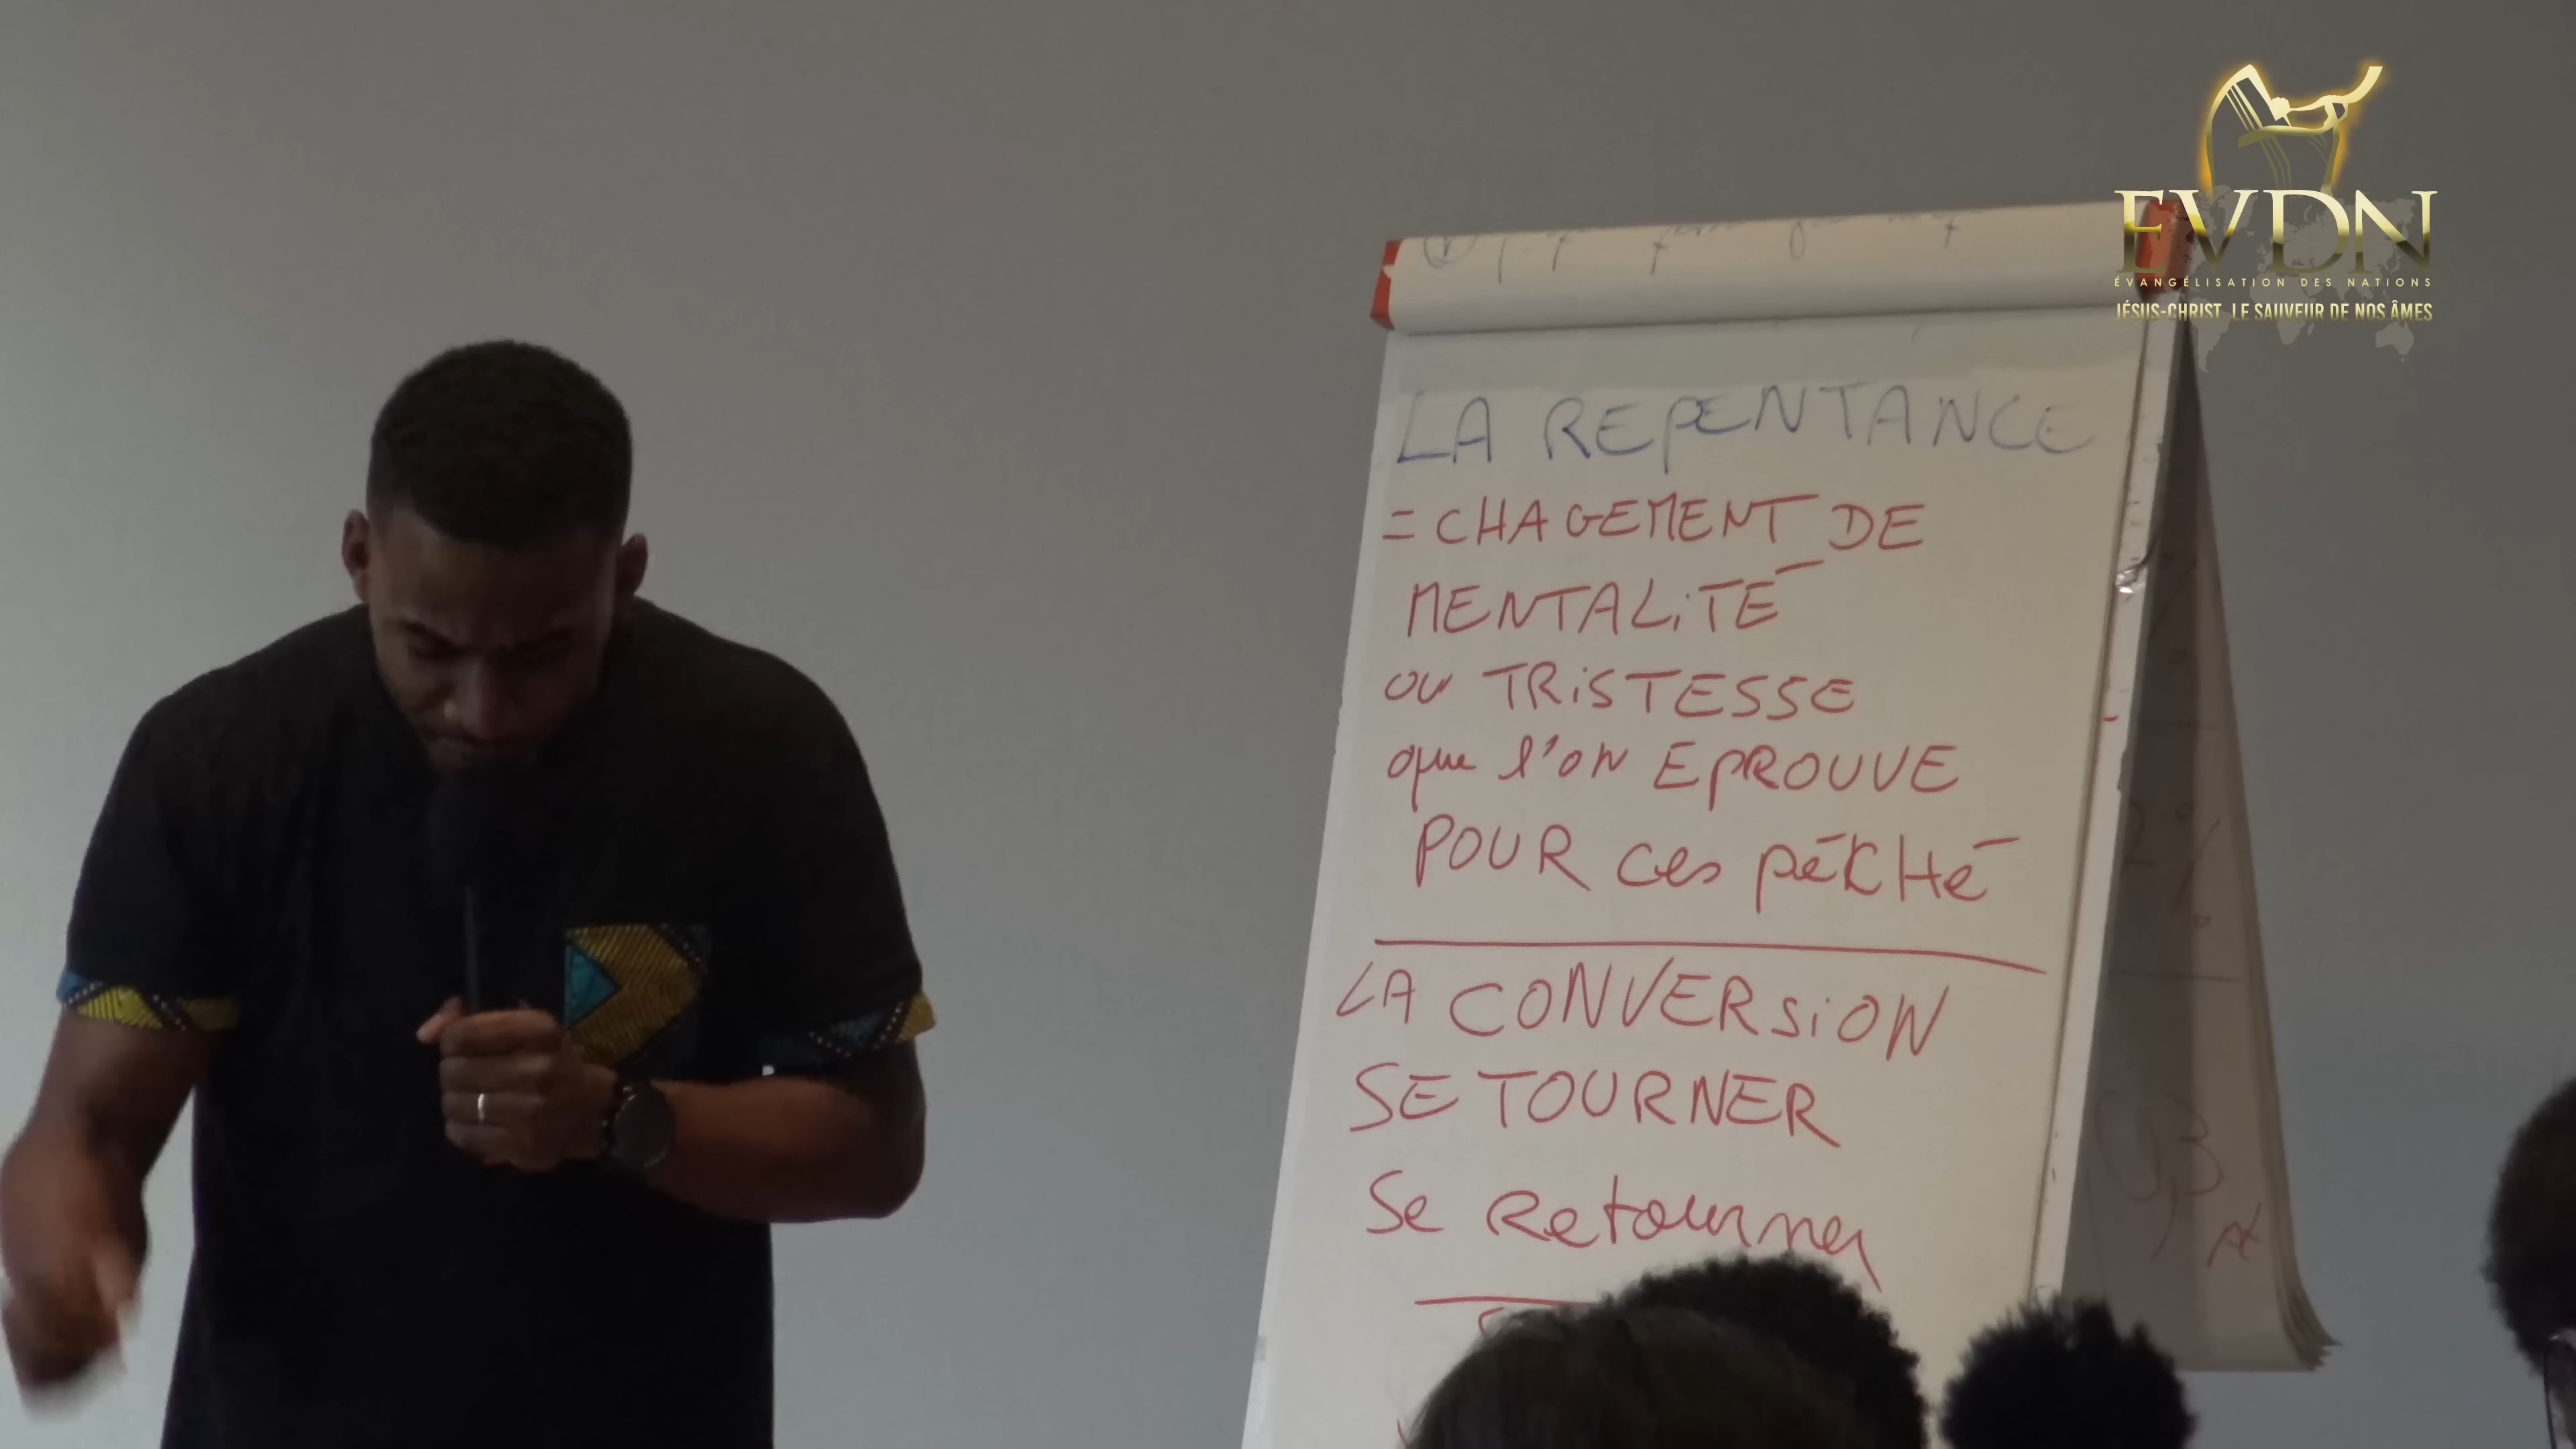 EVDN
ÉVANGÉLISATION DES NATIONS
JÉSUS-CHRIST LE SAUVEUR DE NOS ÂMES
LA REPENTANCE
= CHAGEMENT DE
MENTALiTÉ
ou TRiSTESSE
que l'on EPROUVE
POUR ces péKHé
LA CONVERSiON
SE TOURNER
Se Retourner